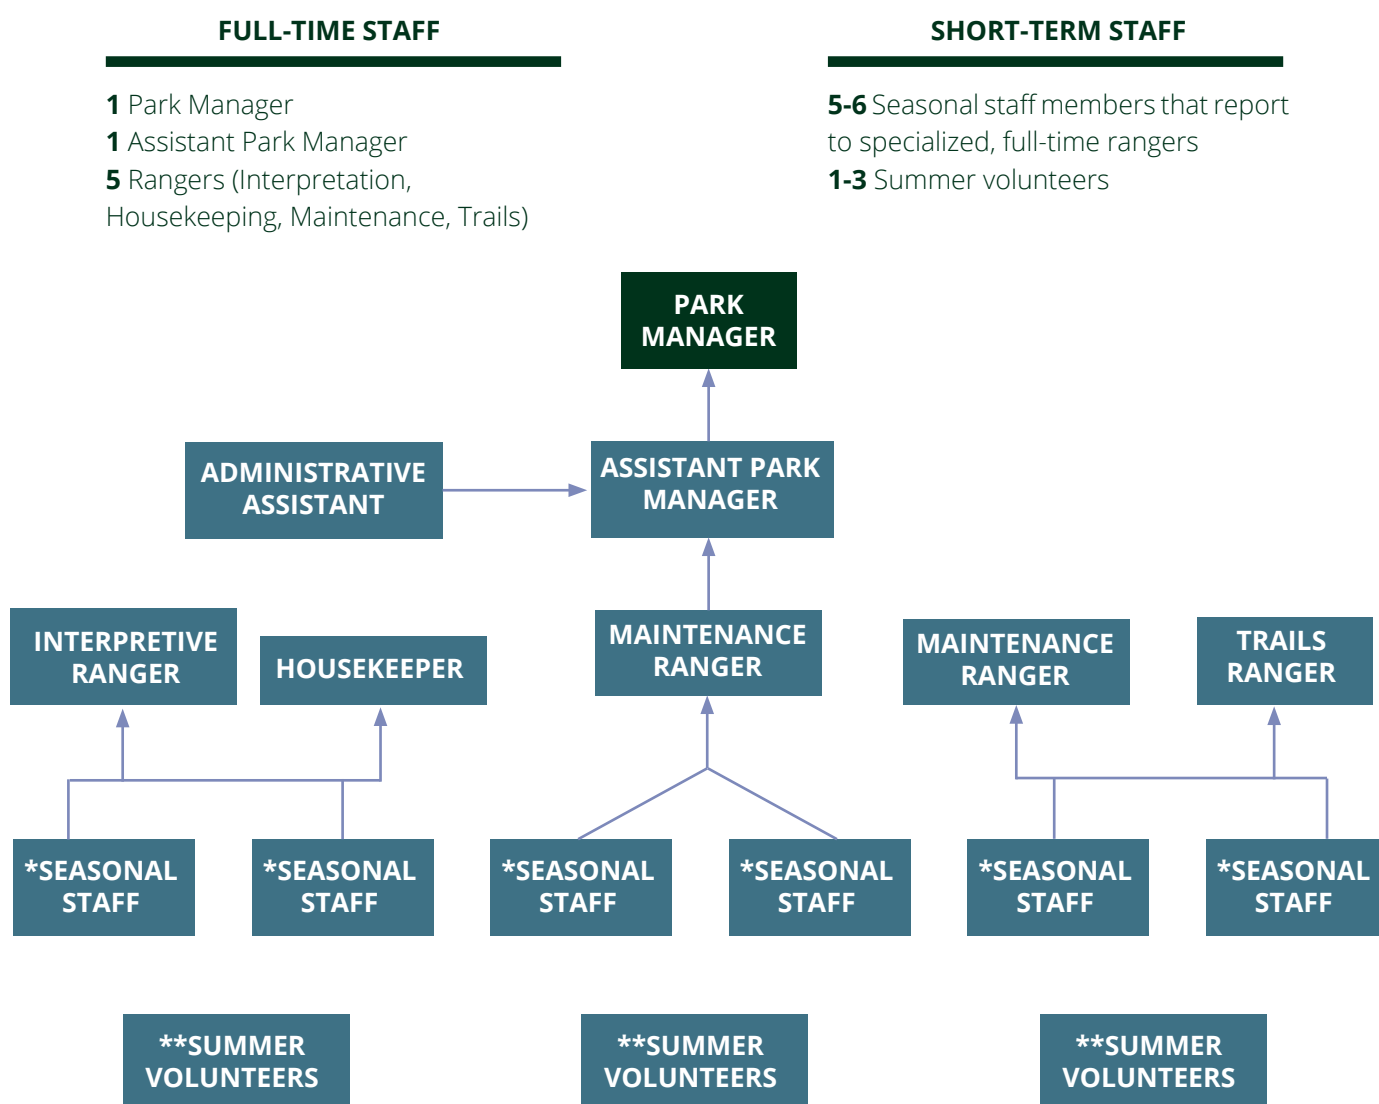 FULL-TIME STAFF
1 Park Manager
1 Assistant Park Manager
5 Rangers (Interpretation,
Housekeeping, Maintenance, Trails)
SHORT-TERM STAFF
5-6 Seasonal staff members that report
to specialized, full-time rangers
1-3 Summer volunteers
PARK
MANAGER
ADMINISTRATIVE
ASSISTANT
ASSISTANT PARK
MANAGER
INTERPRETIVE
RANGER
HOUSEKEEPER
MAINTENANCE
RANGER
MAINTENANCE
RANGER
TRAILS
RANGER
*SEASONAL
STAFF
*SEASONAL
STAFF
*SEASONAL
STAFF
*SEASONAL
STAFF
*SEASONAL
STAFF
*SEASONAL
STAFF
**SUMMER
VOLUNTEERS
**SUMMER
VOLUNTEERS
**SUMMER
VOLUNTEERS